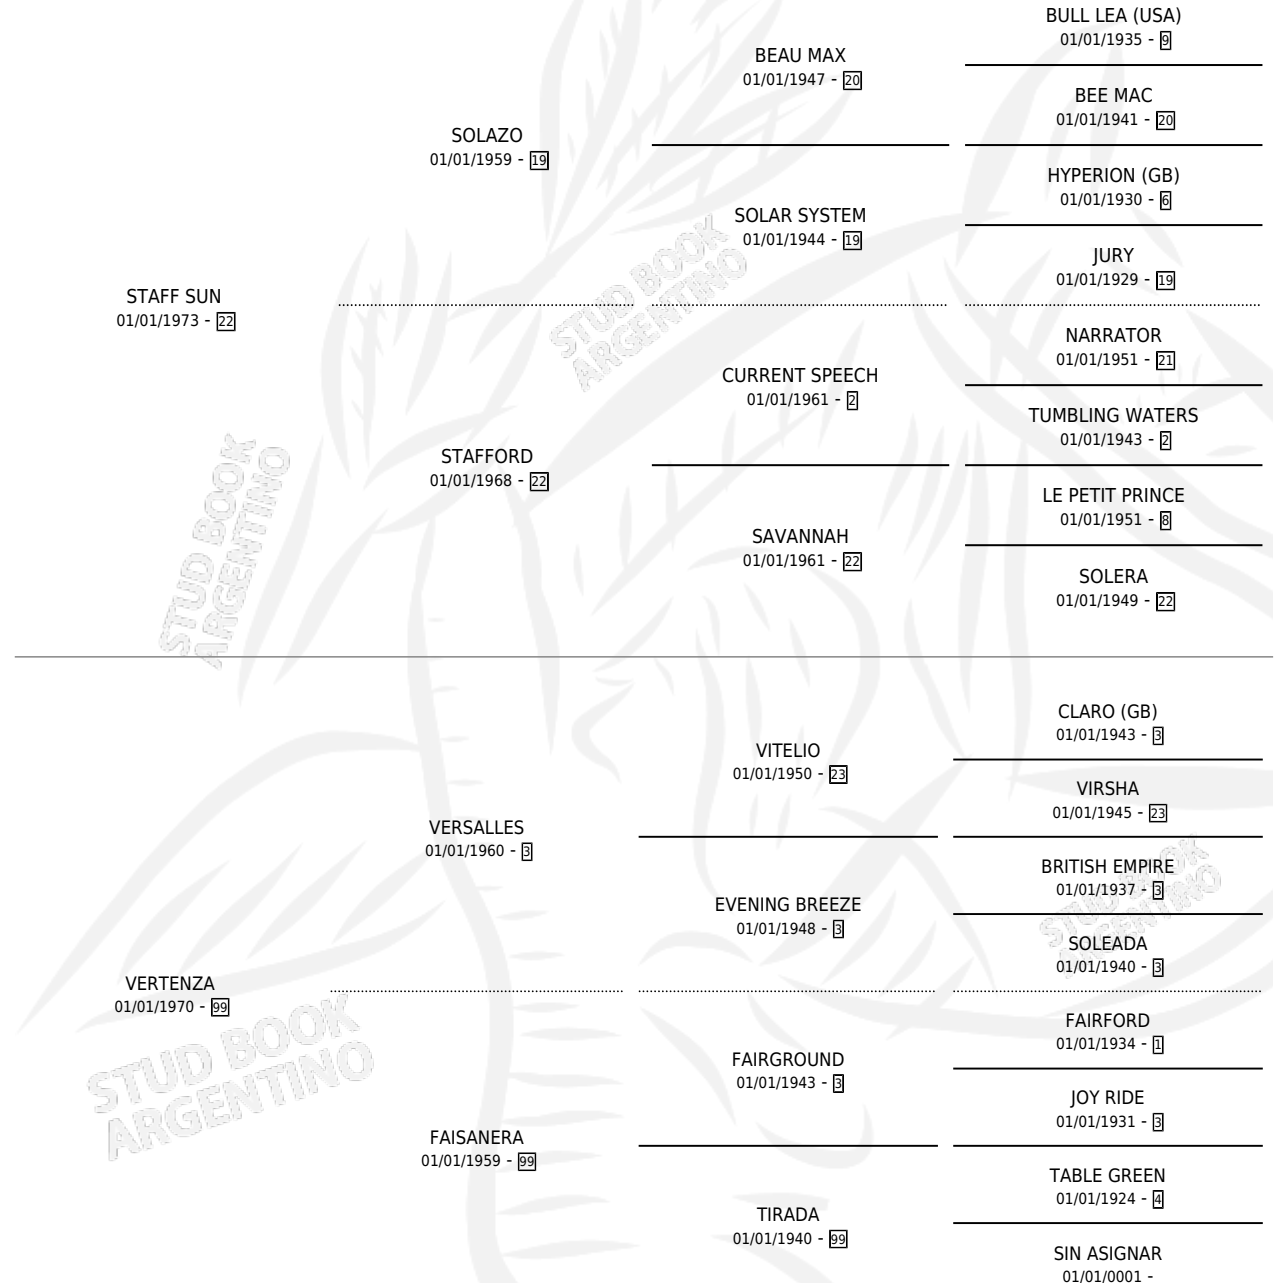 BULL LEA (USA)
01/01/1935 - 9
BEAU MAX
01/01/1947 - 20
BEE MAC
01/01/1941 - 20
SOLAZO
01/01/1959 - 19
HYPERION (GB)
01/01/1930 - 6
SOLAR SYSTEM
01/01/1944 - 19
JURY
01/01/1929 - 19
STAFF SUN
01/01/1973 - 22
NARRATOR
01/01/1951 - 21
CURRENT SPEECH
01/01/1961 - 2
TUMBLING WATERS
01/01/1943 - 2
STAFFORD
01/01/1968 - 22
LE PETIT PRINCE
01/01/1951 - 8
SAVANNAH
01/01/1961 - 22
SOLERA
01/01/1949 - 22
CLARO (GB)
01/01/1943 - 3
VITELIO
01/01/1950 - 23
VIRSHA
01/01/1945 - 23
VERSALLES
01/01/1960 - 3
BRITISH EMPIRE
01/01/1937 - 3
EVENING BREEZE
01/01/1948 - 3
SOLEADA
01/01/1940 - 3
VERTENZA
01/01/1970 - 99
FAIRFORD
01/01/1934 - 1
FAIRGROUND
01/01/1943 - 3
JOY RIDE
01/01/1931 - 3
FAISANERA
01/01/1959 - 99
TABLE GREEN
01/01/1924 - 4
TIRADA
01/01/1940 - 99
SIN ASIGNAR
01/01/0001 -
STUD BOOK
ARGENTINO
STUD BOOK
ARGENTINO
STUD BOOK
ARGENTINO
STUD BOOK
ARGENTINO